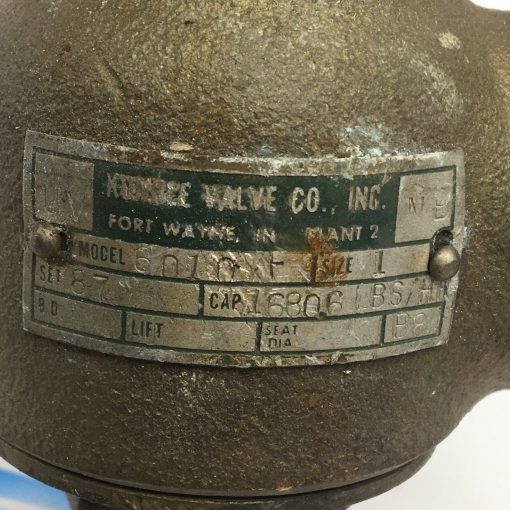 UV KUNKLE VALVE CO., INC. NB
FORT WAYNE, IN PLANT 2
MODEL SIZE 1
SET 87 CAP. LBS/HR
BD LIFT SEAT DIA.